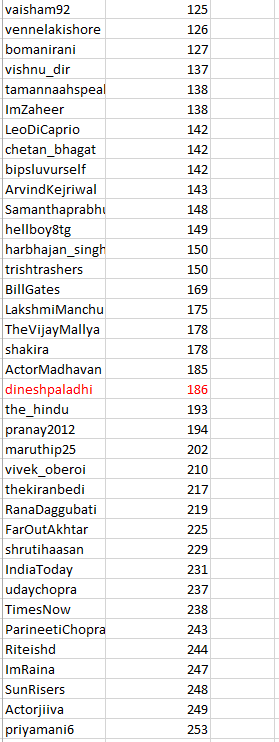 vaisham92 125
vennelakishore 126
bomanirani 127
vishnu_dir 137
tamannaahspeak 138
ImZaheer 138
LeoDiCaprio 142
chetan_bhagat 142
bipsluvurself 142
ArvindKejriwal 143
Samanthaprabhu 148
hellboy8tg 149
harbhajan_singh 150
trishtrashers 150
BillGates 169
LakshmiManchu 175
TheVijayMallya 178
shakira 178
ActorMadhavan 185
dineshpaladhi 186
the_hindu 193
pranay2012 194
maruthip25 202
vivek_oberoi 210
thekiranbedi 217
RanaDaggubati 219
FarOutAkhtar 225
shrutihaasan 229
IndiaToday 231
udaychopra 237
TimesNow 238
ParineetiChopra 243
Riteishd 244
ImRaina 247
SunRisers 248
Actorjiiva 249
priyamani6 253